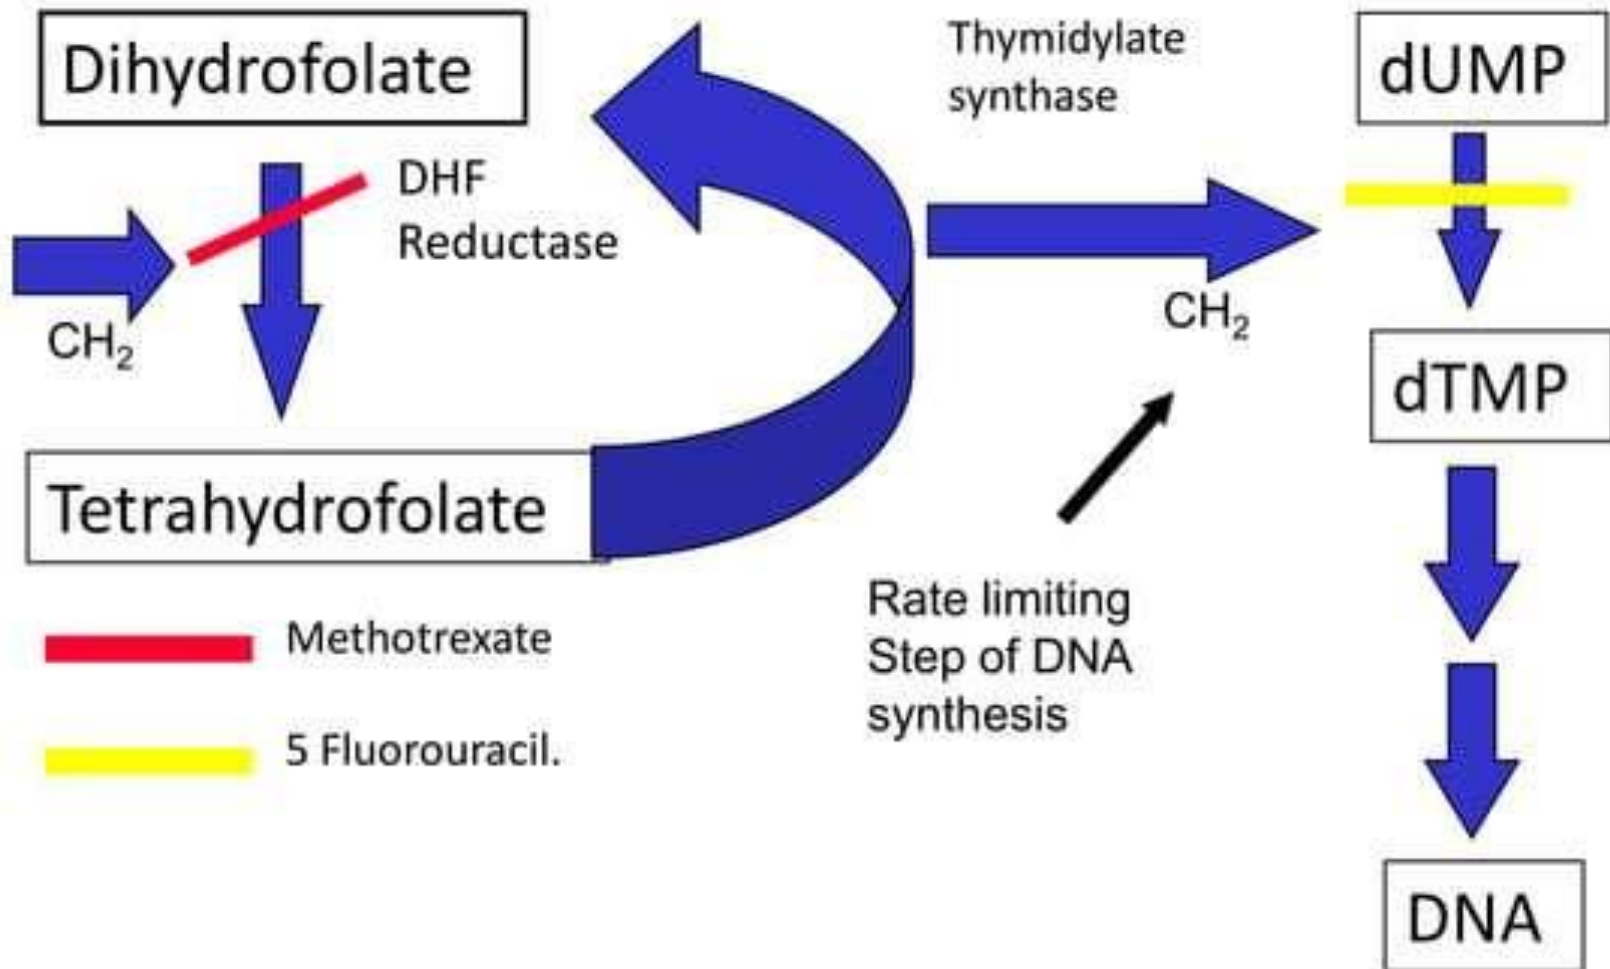 Dihydrofolate
DHF
Reductase
CH₂
Tetrahydrofolate
Methotrexate
5 Fluorouracil.
Thymidylate
synthase
CH₂
Rate limiting
Step of DNA
synthesis
dUMP
dTMP
DNA